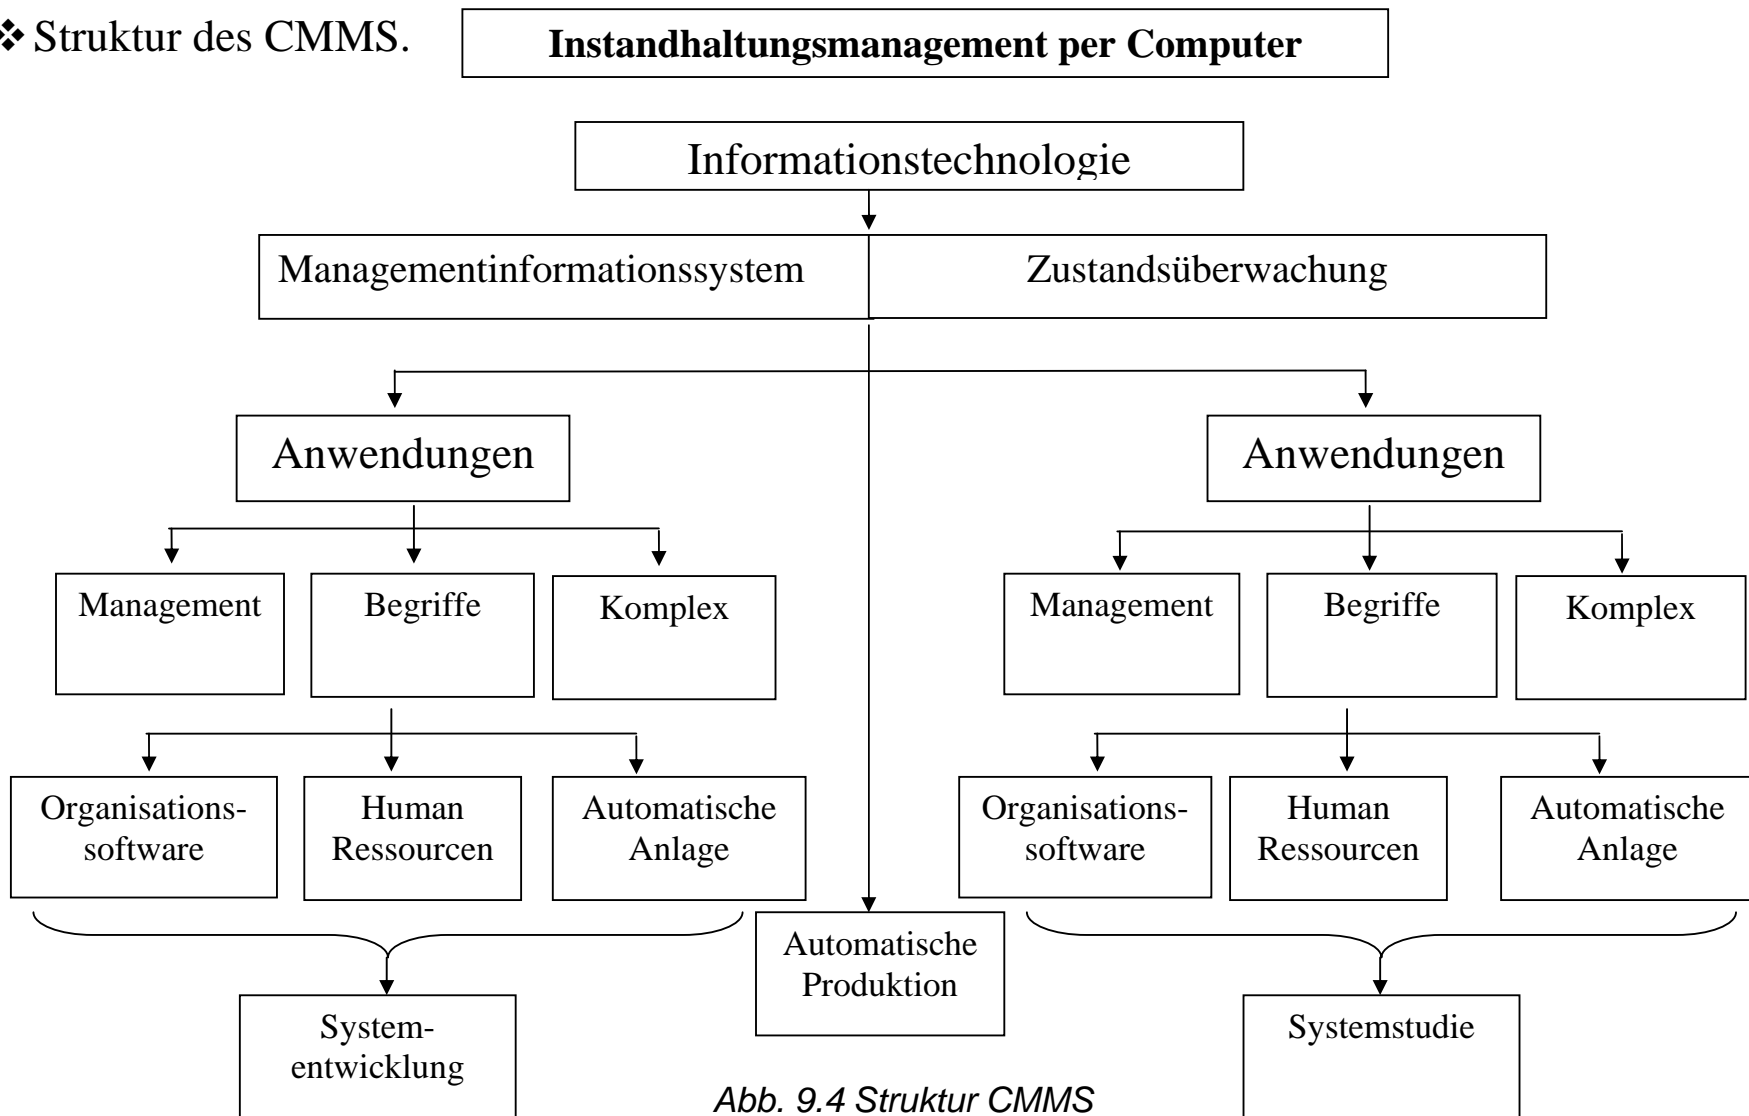 ❖ Struktur des CMMS.
Instandhaltungsmanagement per Computer
Informationstechnologie
Managementinformationssystem
Zustandsüberwachung
Anwendungen
Anwendungen
Management
Begriffe
Komplex
Management
Begriffe
Komplex
Organisations-
software
Human
Ressourcen
Automatische
Anlage
Organisations-
software
Human
Ressourcen
Automatische
Anlage
Automatische
Produktion
System-
entwicklung
Systemstudie
Abb. 9.4 Struktur CMMS